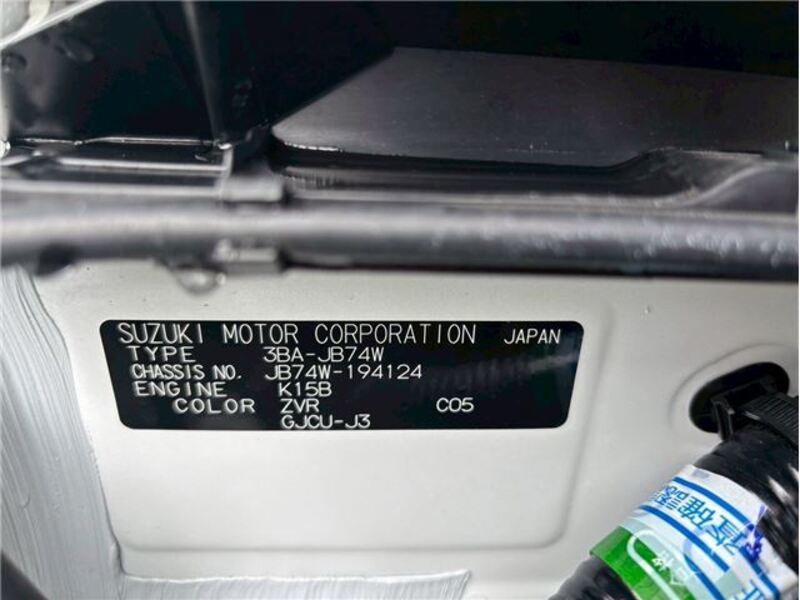 SUZUKI MOTOR CORPORATION JAPAN
TYPE 3BA-JB74W
CHASSIS NO. JB74W-194124
ENGINE K15B
COLOR ZVR C05
GJCU-J3